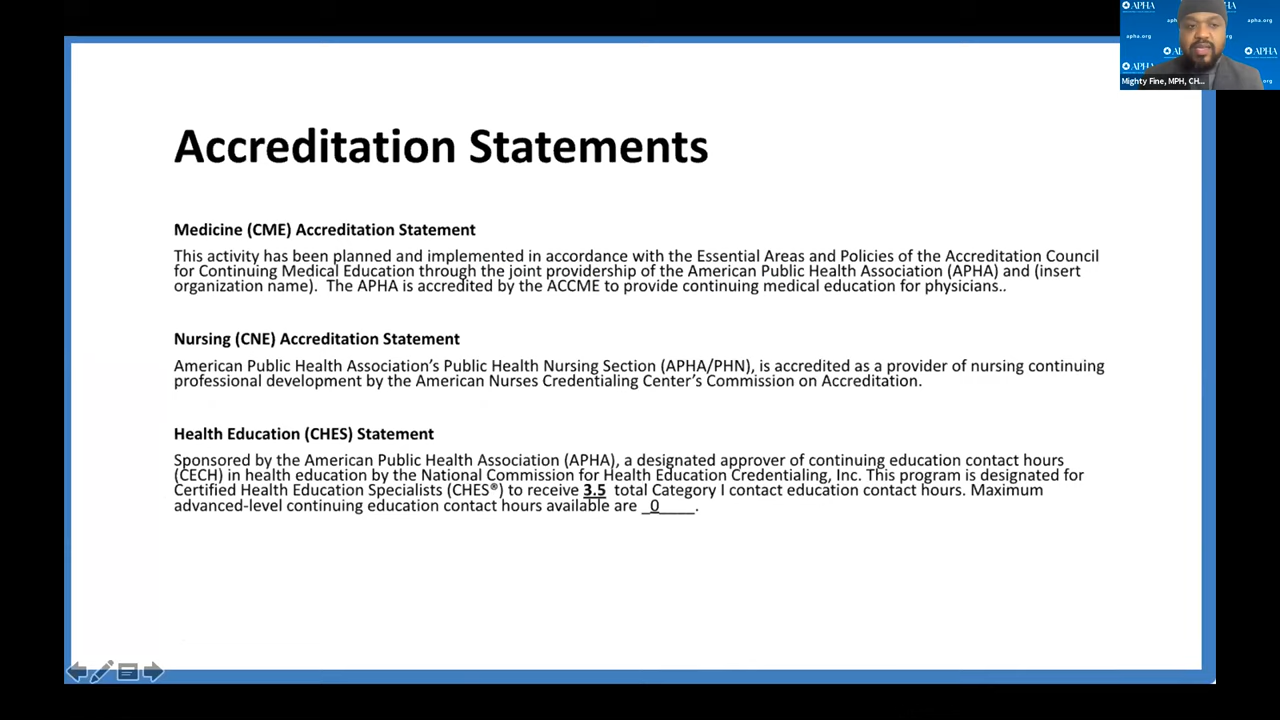 APHA
apha.org
apha.org
APHA
APHA
Mighty Fine, MPH, CH...
Accreditation Statements
Medicine (CME) Accreditation Statement
This activity has been planned and implemented in accordance with the Essential Areas and Policies of the Accreditation Council
for Continuing Medical Education through the joint providership of the American Public Health Association (APHA) and (insert
organization name).  The APHA is accredited by the ACCME to provide continuing medical education for physicians..
Nursing (CNE) Accreditation Statement
American Public Health Association’s Public Health Nursing Section (APHA/PHN), is accredited as a provider of nursing continuing
professional development by the American Nurses Credentialing Center’s Commission on Accreditation.
Health Education (CHES) Statement
Sponsored by the American Public Health Association (APHA), a designated approver of continuing education contact hours
(CECH) in health education by the National Commission for Health Education Credentialing, Inc. This program is designated for
Certified Health Education Specialists (CHES®) to receive 3.5  total Category I contact education contact hours. Maximum
advanced-level continuing education contact hours available are _0____.